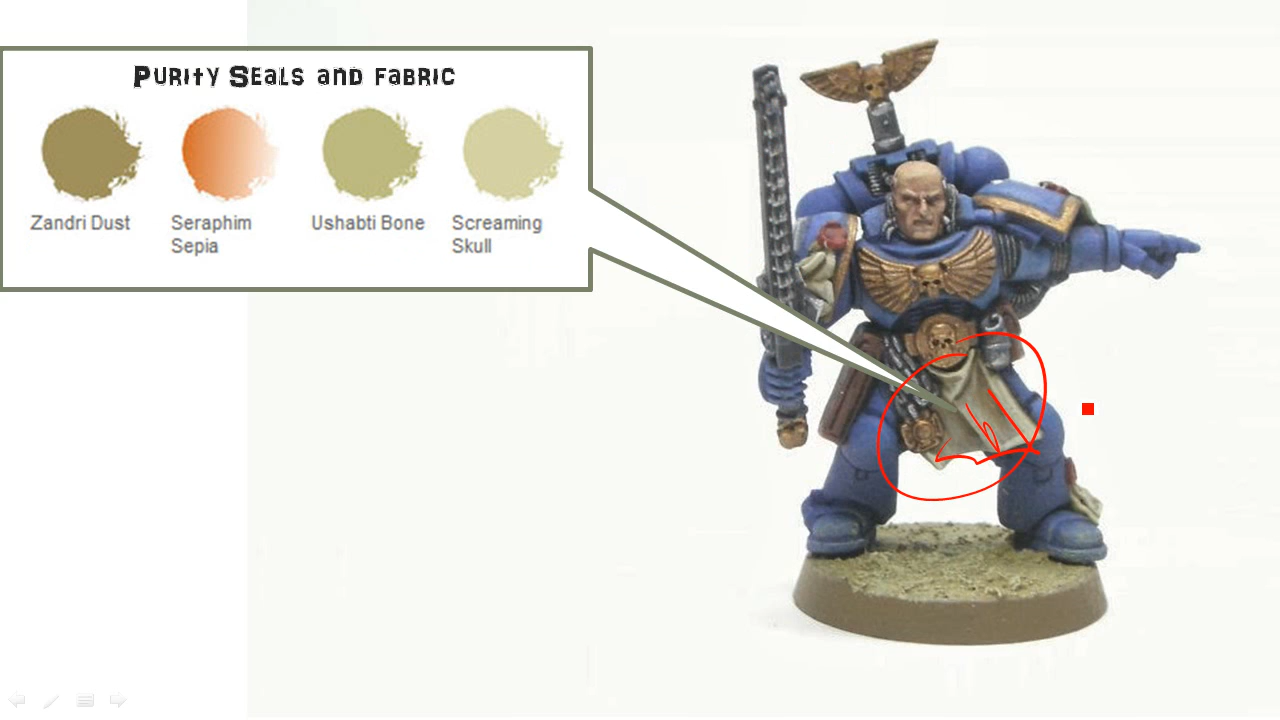 Purity Seals and fabric
Zandri Dust
Seraphim
Sepia
Ushabti Bone
Screaming
Skull